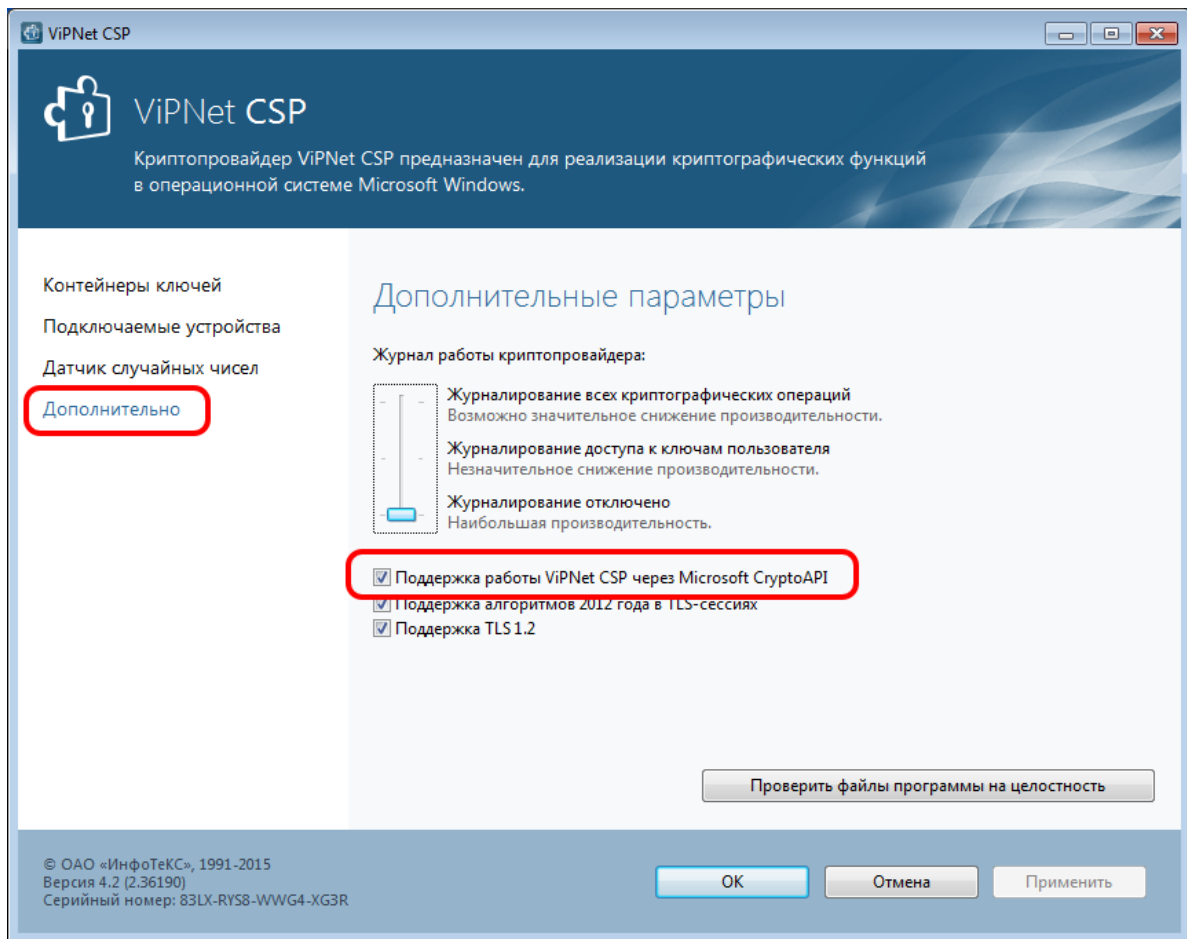 ViPNet CSP
ViPNet CSP
Криптопровайдер ViPNet CSP предназначен для реализации криптографических функций
в операционной системе Microsoft Windows.
Контейнеры ключей
Подключаемые устройства
Датчик случайных чисел
Дополнительно
Дополнительные параметры
Журнал работы криптопровайдера:
Журналирование всех криптографических операций
Возможно значительное снижение производительности.
Журналирование доступа к ключам пользователя
Незначительное снижение производительности.
Журналирование отключено
Наибольшая производительность.
Поддержка работы ViPNet CSP через Microsoft CryptoAPI
Поддержка алгоритмов 2012 года в TLS-сессиях
Поддержка TLS 1.2
Проверить файлы программы на целостность
© ОАО «ИнфоТеКС», 1991-2015
Версия 4.2 (2.36190)
Серийный номер: 83LX-RYS8-WWG4-XG3R
OK
Отмена
Применить